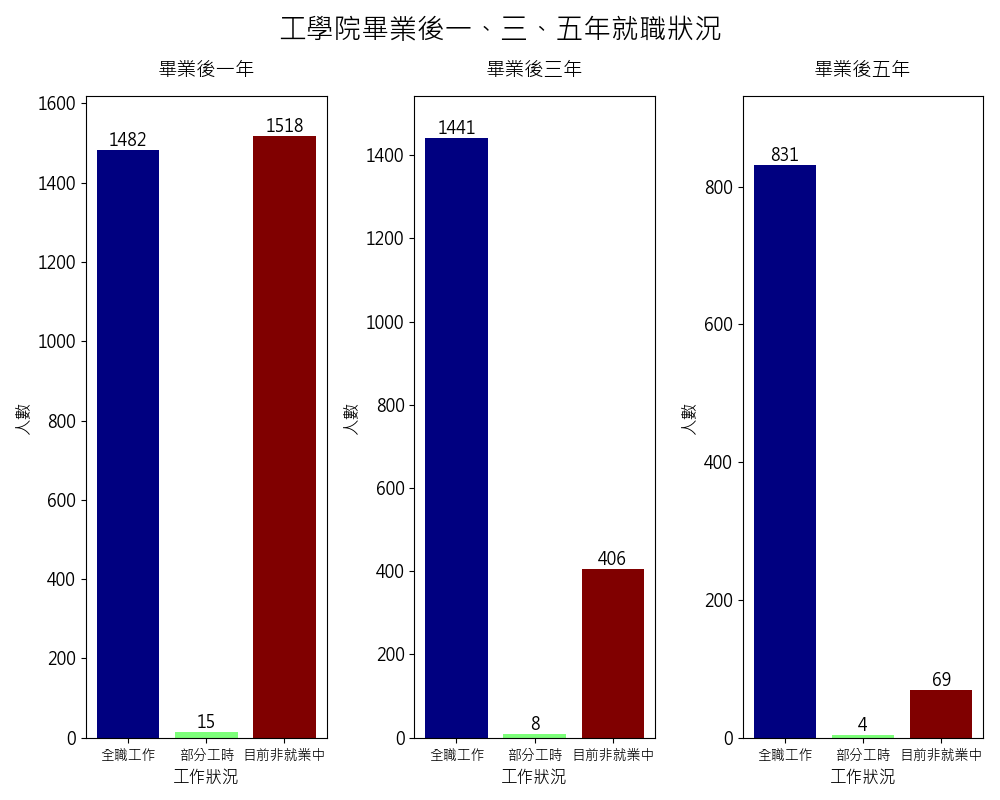 工學院畢業後一、三、五年就職狀況
畢業後一年
1600
1400
1200
1000
800
600
400
200
0
人數
1482
15
1518
全職工作
部分工時
目前非就業中
工作狀況
畢業後三年
1400
1200
1000
800
600
400
200
0
人數
1441
8
406
全職工作
部分工時
目前非就業中
工作狀況
畢業後五年
800
600
400
200
0
人數
831
4
69
全職工作
部分工時
目前非就業中
工作狀況